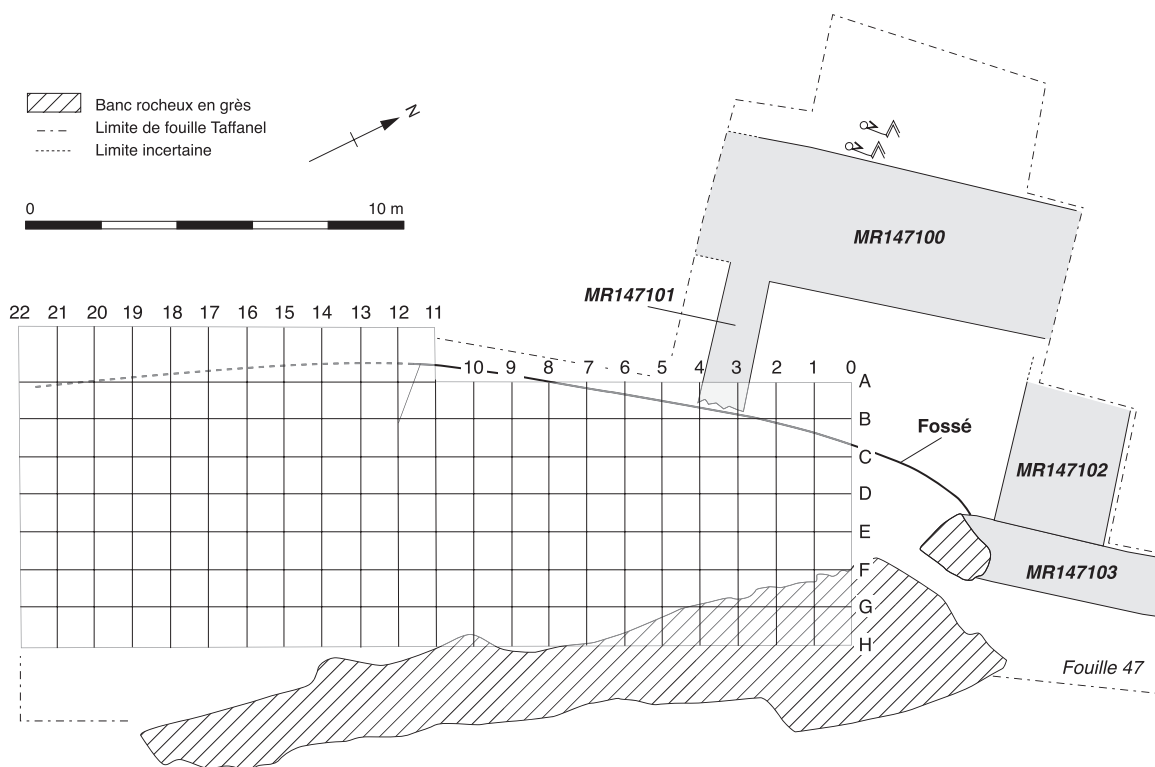 Banc rocheux en grès
Limite de fouille Taffanel
Limite incertaine
N
0 10 m
MR147100
MR147101
22 21 20 19 18 17 16 15 14 13 12 11
10 9 8 7 6 5 4 3 2 1 0
A
B
Fossé
C
MR147102
D
E
F
MR147103
G
H
Fouille 47